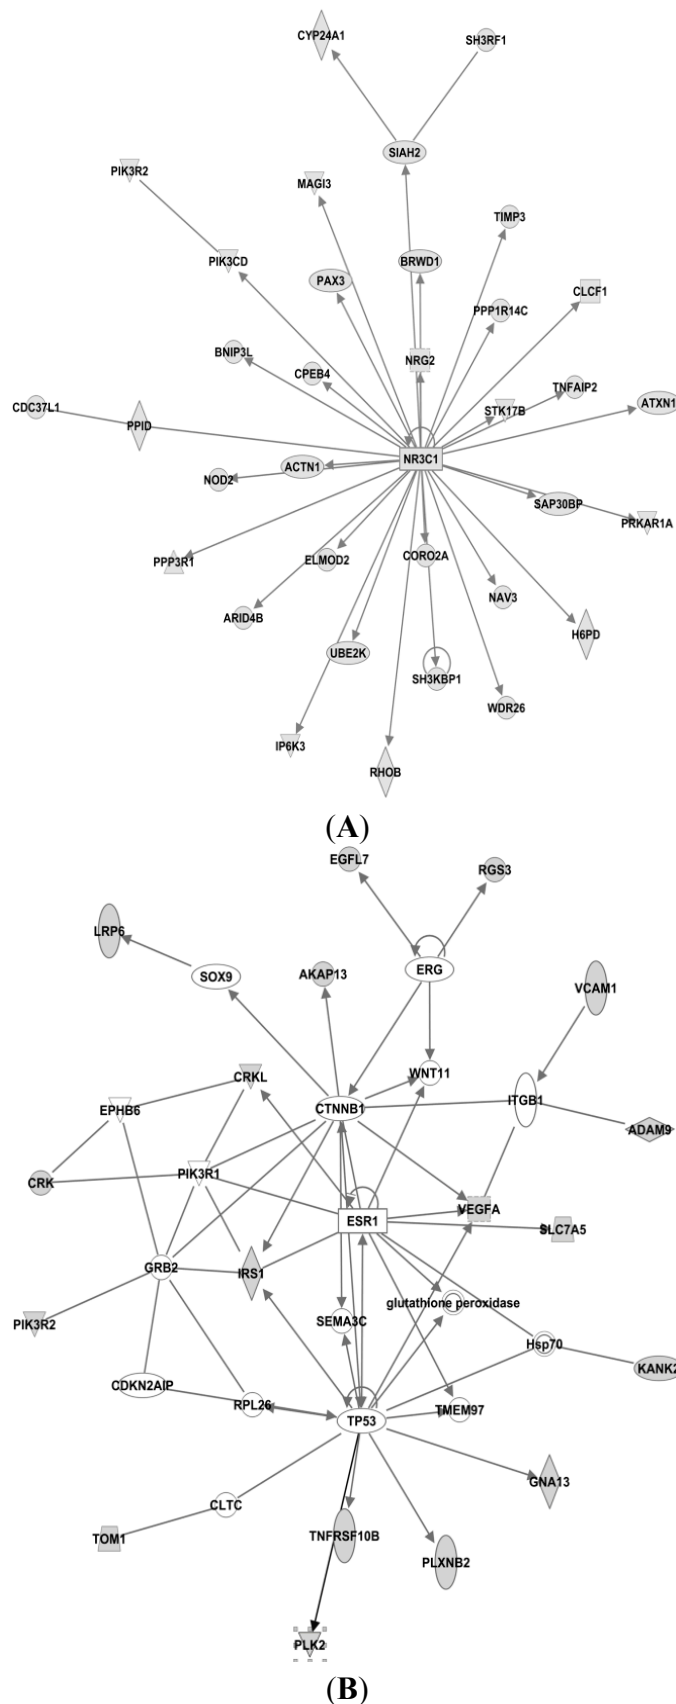 CYP24A1
SH3RF1
SIAH2
PIK3R2
MAGI3
TIMP3
BRWD1
PIK3CD
PAX3
CLCF1
PPP1R14C
BNIP3L
NRG2
CPEB4
TNFAIP2
CDC37L1
PPID
STK17B
ATXN1
NR3C1
ACTN1
NOD2
SAP30BP
PRKAR1A
PPP3R1
ELMOD2
CORO2A
NAV3
ARID4B
H6PD
UBE2K
SH3KBP1
WDR26
IP6K3
RHOB
(A)
EGFL7
RGS3
LRP6
SOX9
AKAP13
ERG
VCAM1
CRKL
WNT11
EPHB6
CTNNB1
ITGB1
ADAM9
CRK
PIK3R1
VEGFA
ESR1
SLC7A5
GRB2
IRS1
glutathione peroxidase
PIK3R2
SEMA3C
Hsp70
KANK2
CDKN2AIP
RPL26
TP53
TMEM97
GNA13
CLTC
TOM1
TNFRSF10B
PLXNB2
PLK2
(B)